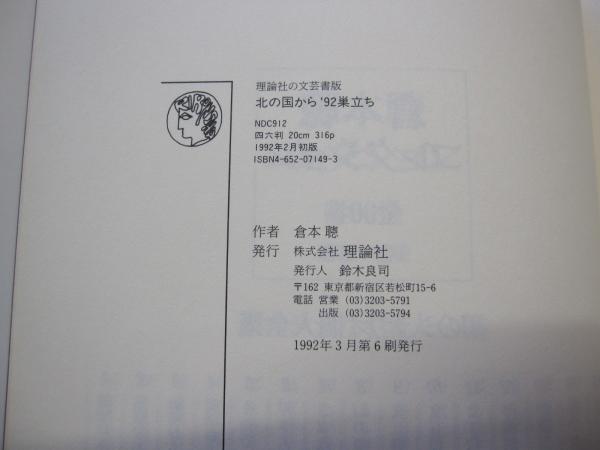 理論社の文芸書版
北の国から'92巣立ち
NDC912
四六判 20cm 316p
1992年2月初版
ISBN4-652-07149-3
作者 倉本 聰
発行 株式会社 理論社
発行人 鈴木良司
〒162 東京都新宿区若松町15-6
電話 営業 (03)3203-5791
出版 (03)3203-5794
1992年3月第6刷発行